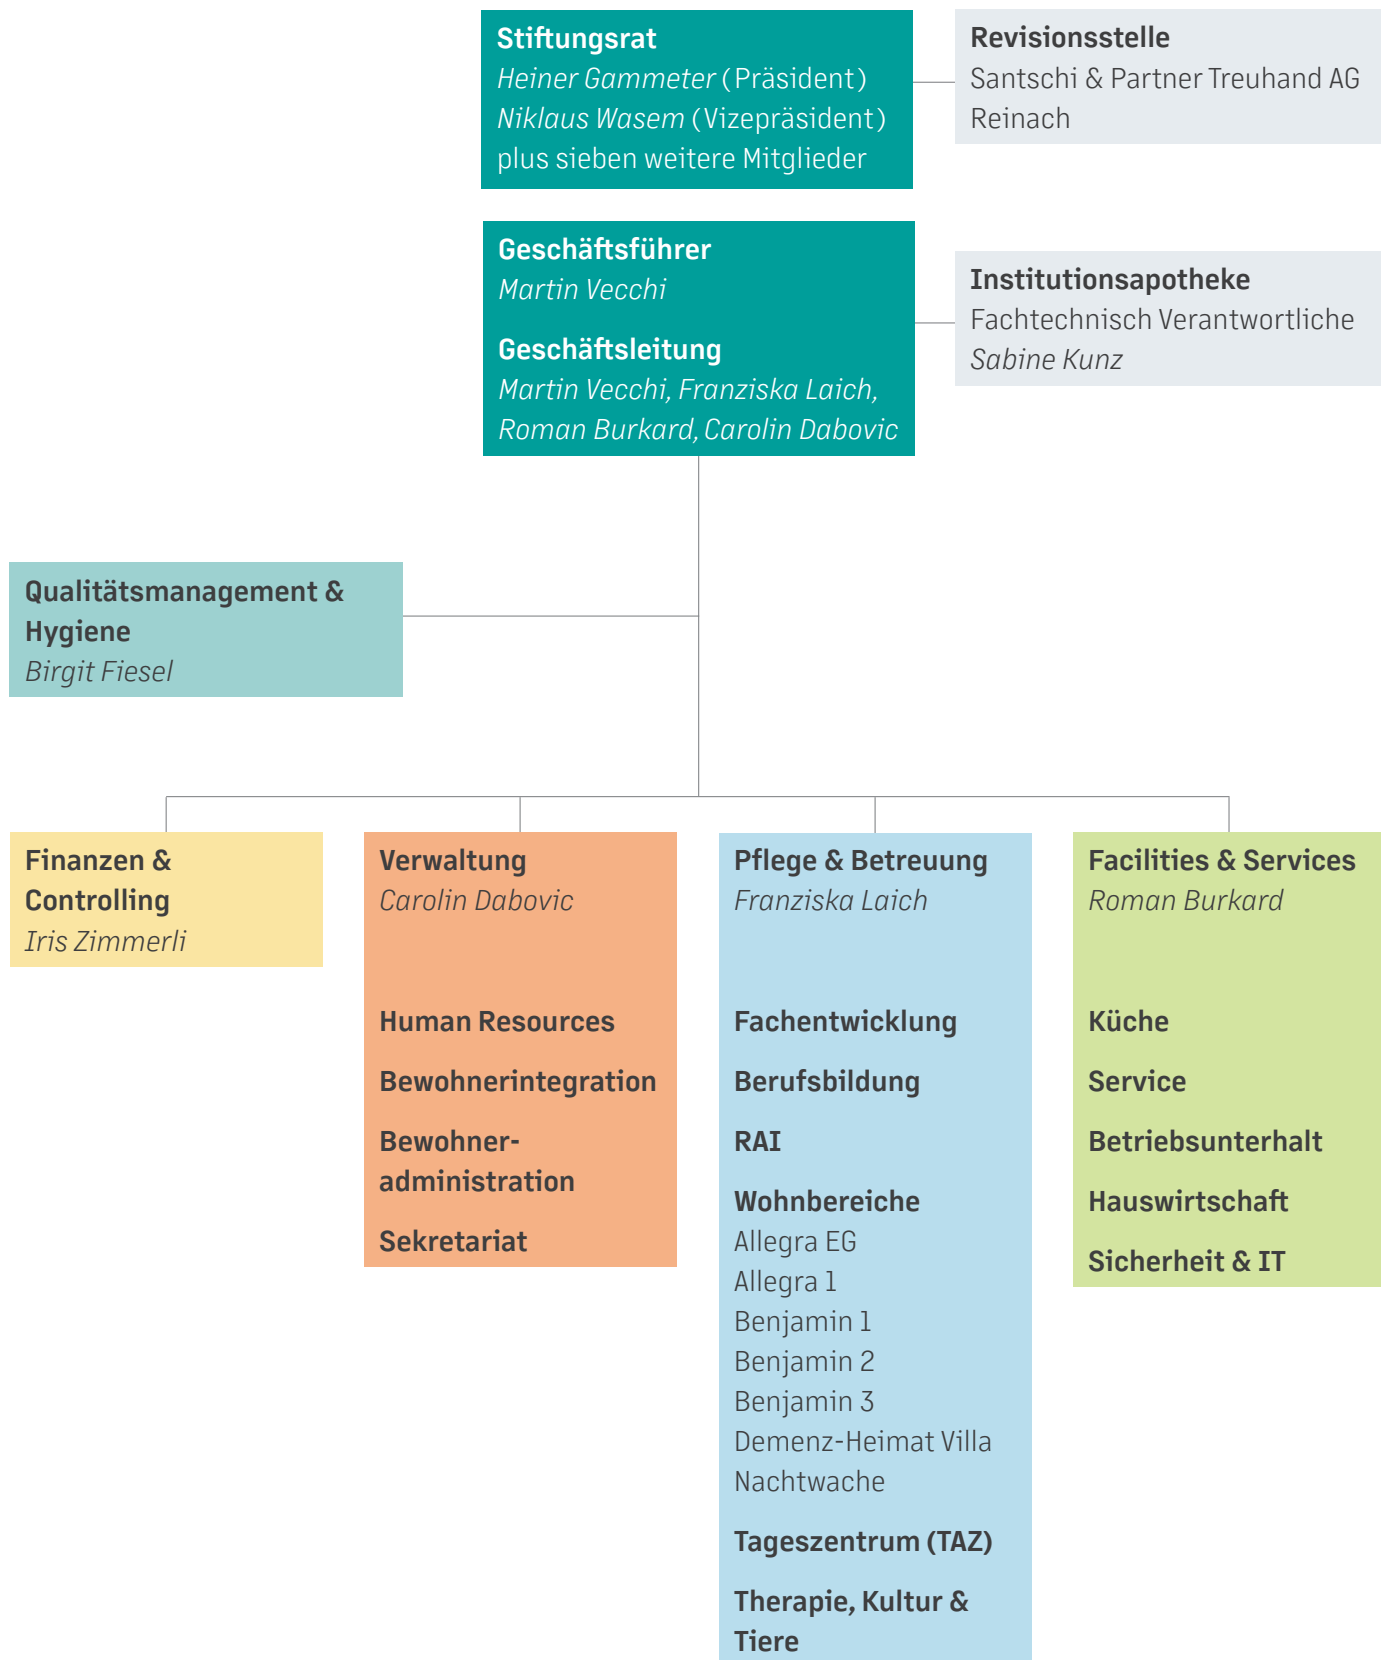 Stiftungsrat
Heiner Gammeter (Präsident)
Niklaus Wasem (Vizepräsident)
plus sieben weitere Mitglieder
Revisionsstelle
Santschi & Partner Treuhand AG
Reinach
Geschäftsführer
Martin Vecchi
Geschäftsleitung
Martin Vecchi, Franziska Laich,
Roman Burkard, Carolin Dabovic
Institutionsapotheke
Fachtechnisch Verantwortliche
Sabine Kunz
Qualitätsmanagement &
Hygiene
Birgit Fiesel
Finanzen &
Controlling
Iris Zimmerli
Verwaltung
Carolin Dabovic
Human Resources
Bewohnerintegration
Bewohner-
administration
Sekretariat
Pflege & Betreuung
Franziska Laich
Fachentwicklung
Berufsbildung
RAI
Wohnbereiche
Allegra EG
Allegra 1
Benjamin 1
Benjamin 2
Benjamin 3
Demenz-Heimat Villa
Nachtwache
Tageszentrum (TAZ)
Therapie, Kultur &
Tiere
Facilities & Services
Roman Burkard
Küche
Service
Betriebsunterhalt
Hauswirtschaft
Sicherheit & IT